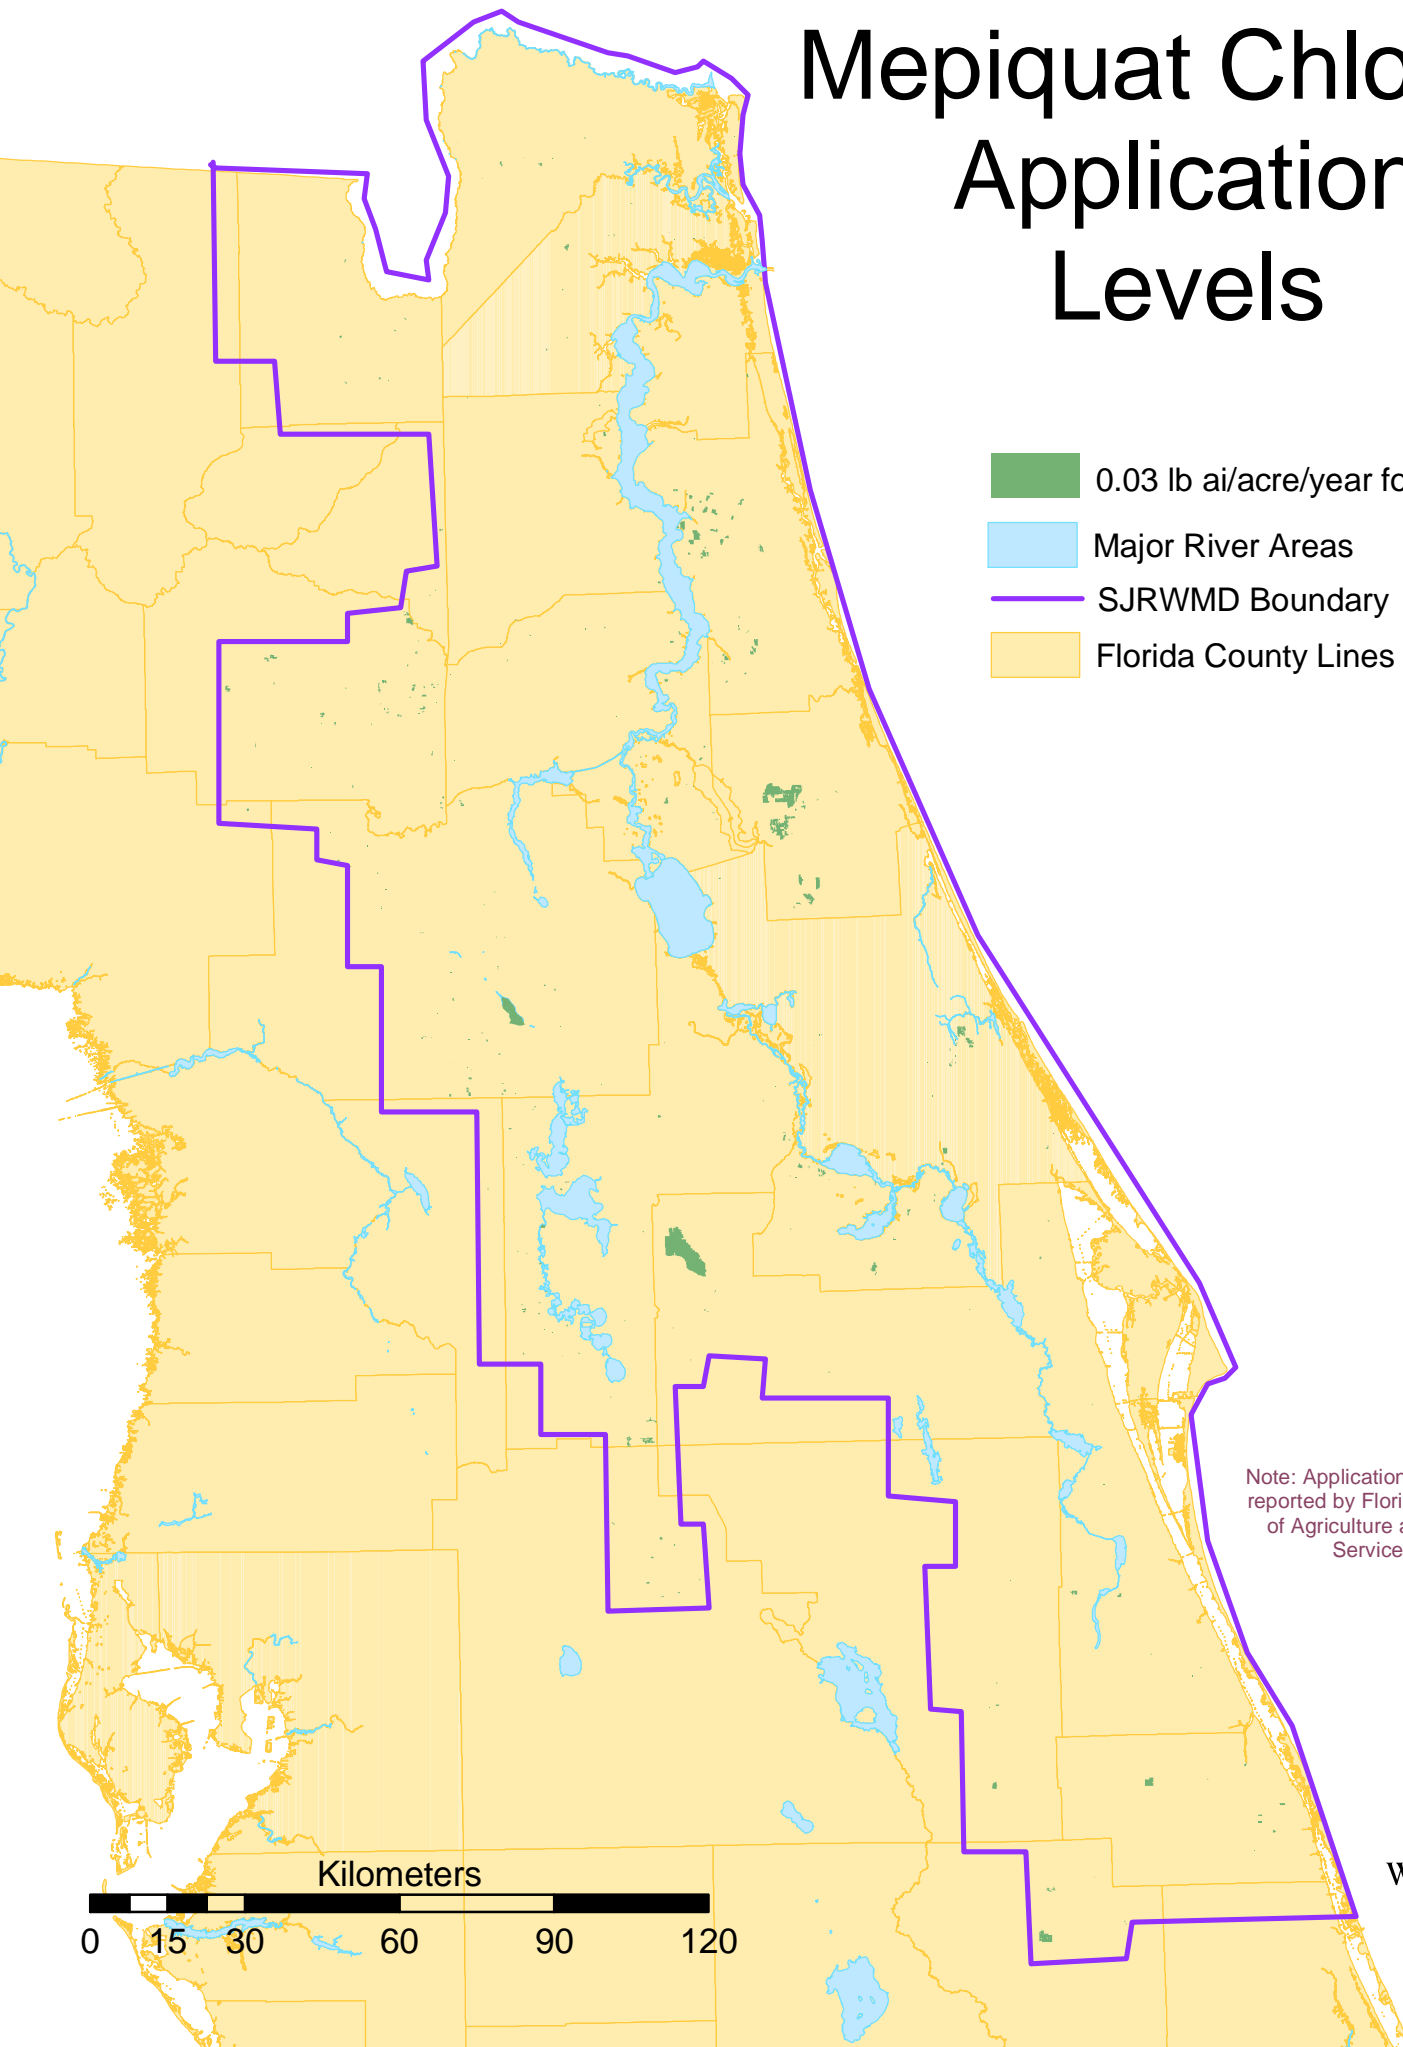 Mepiquat Chlo
Application
Levels
0.03 lb ai/acre/year fo
Major River Areas
SJRWMD Boundary
Florida County Lines
Note: Application
reported by Flori
of Agriculture a
Service
W
Kilometers
0 15 30 60 90 120